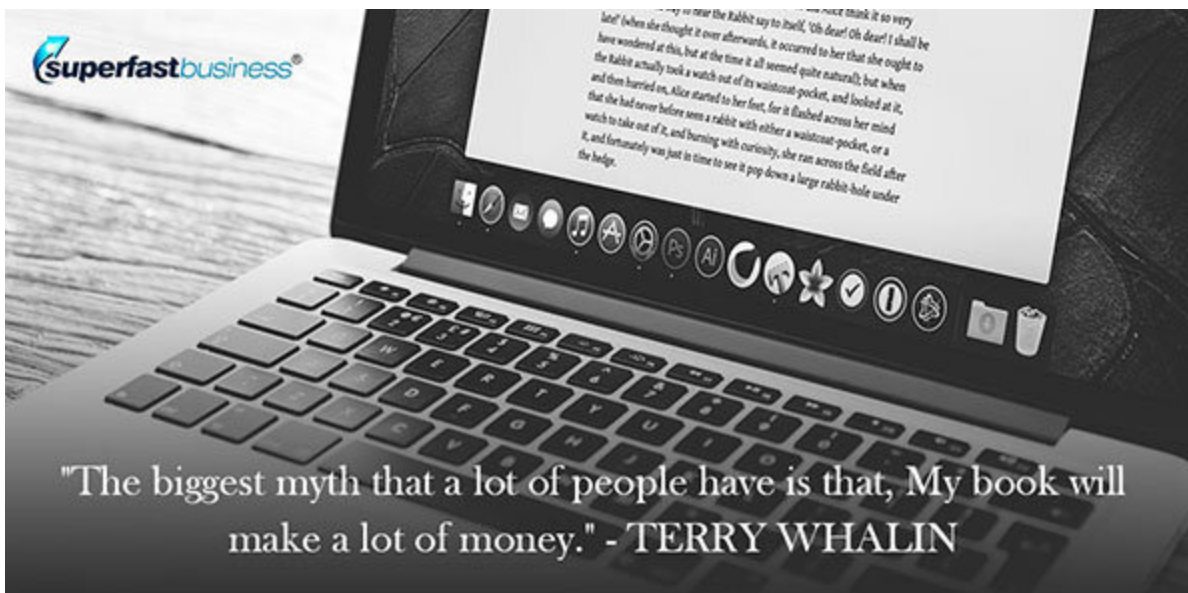 superfastbusiness®
to hear the Rabbit say to itself, 'Oh dear! Oh dear! I shall be
late!' (when she thought it over afterwards, it occurred to her that she ought to
have wondered at this, but at the time it all seemed quite natural); but when
the Rabbit actually took a watch out of its waistcoat-pocket, and looked at it,
and then hurried on, Alice started to her feet, for it flashed across her mind
that she had never before seen a rabbit with either a waistcoat-pocket, or a
watch to take out of it, and burning with curiosity, she ran across the field after
it, and fortunately was just in time to see it pop down a large rabbit-hole under
the hedge.
Ps
Ai
W E R T Y U I
D F G H
"The biggest myth that a lot of people have is that, My book will
make a lot of money." - TERRY WHALIN